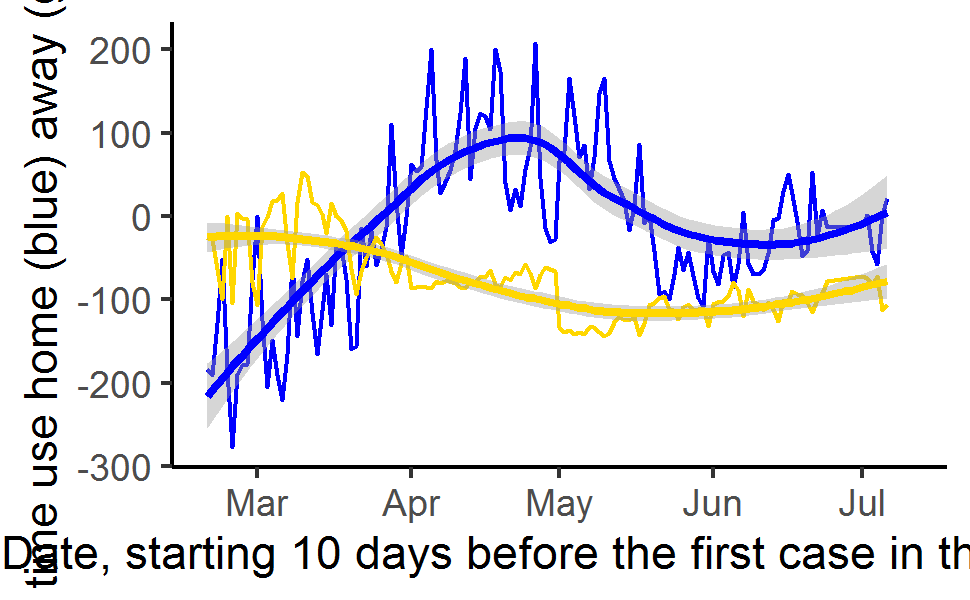 time use home (blue) away (g
200
100
0
-100
-200
-300
Mar Apr May Jun Jul
Date, starting 10 days before the first case in th